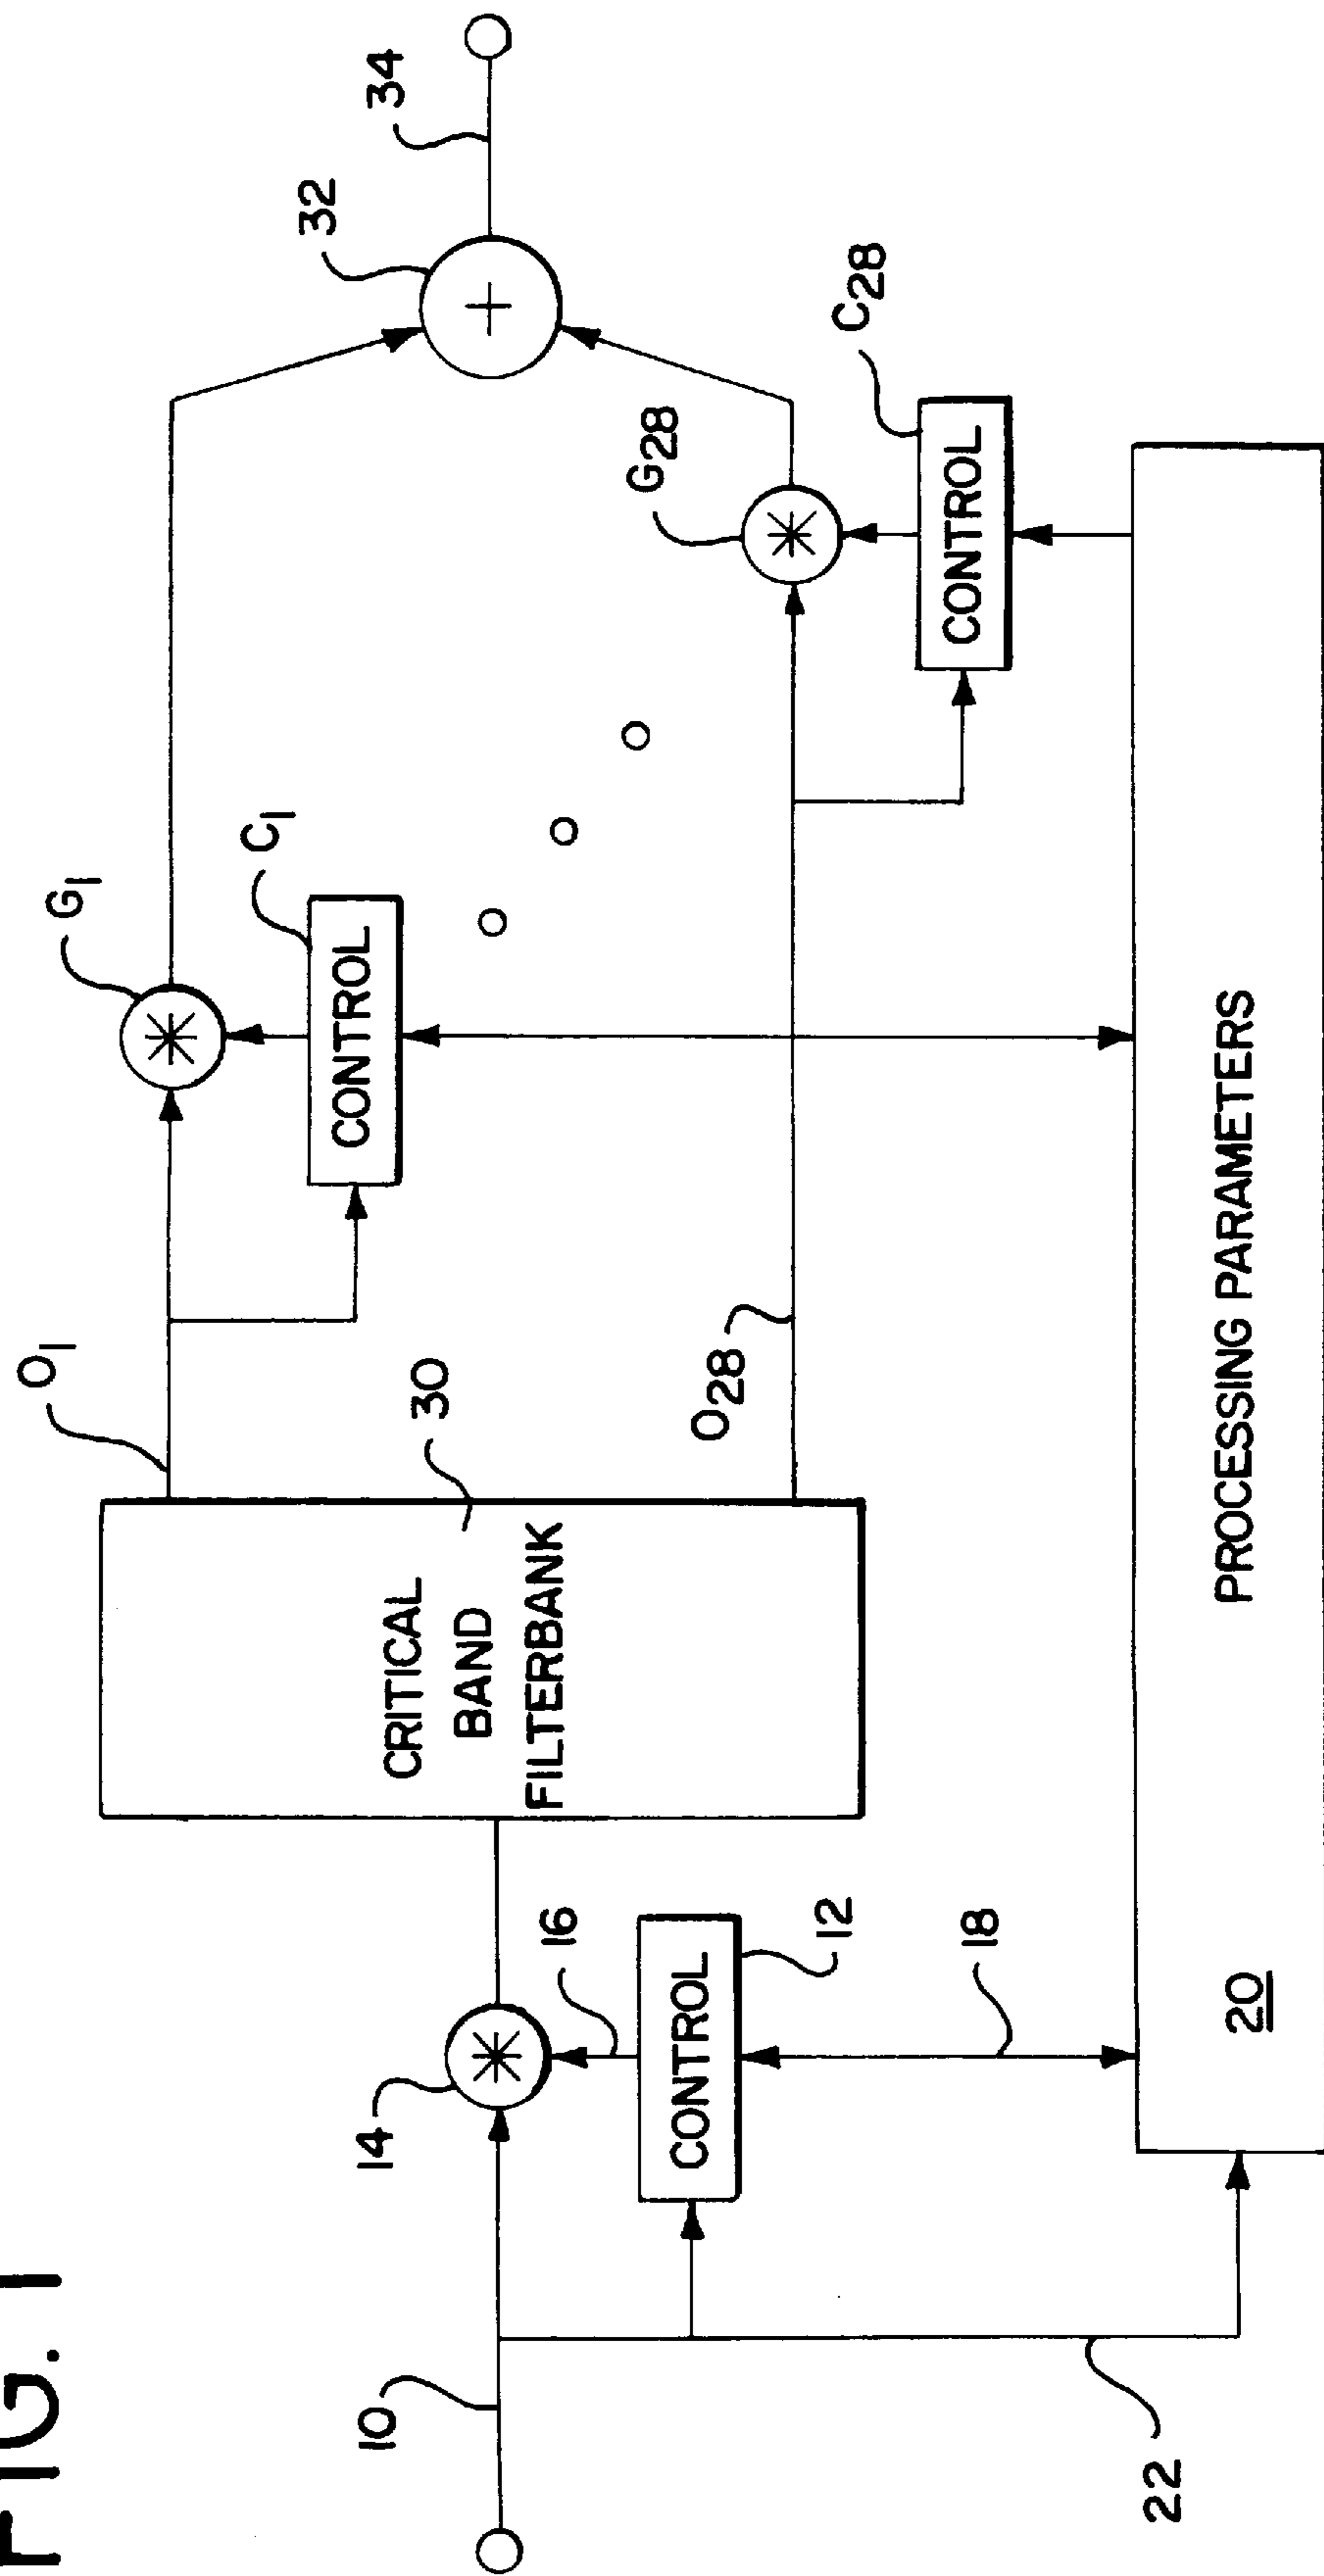 FIG. 1
O1
G1
C1
CONTROL
32
34
30
CRITICAL
BAND
FILTERBANK
14
16
CONTROL
12
10
O28
G28
C28
CONTROL
18
22
20
PROCESSING PARAMETERS